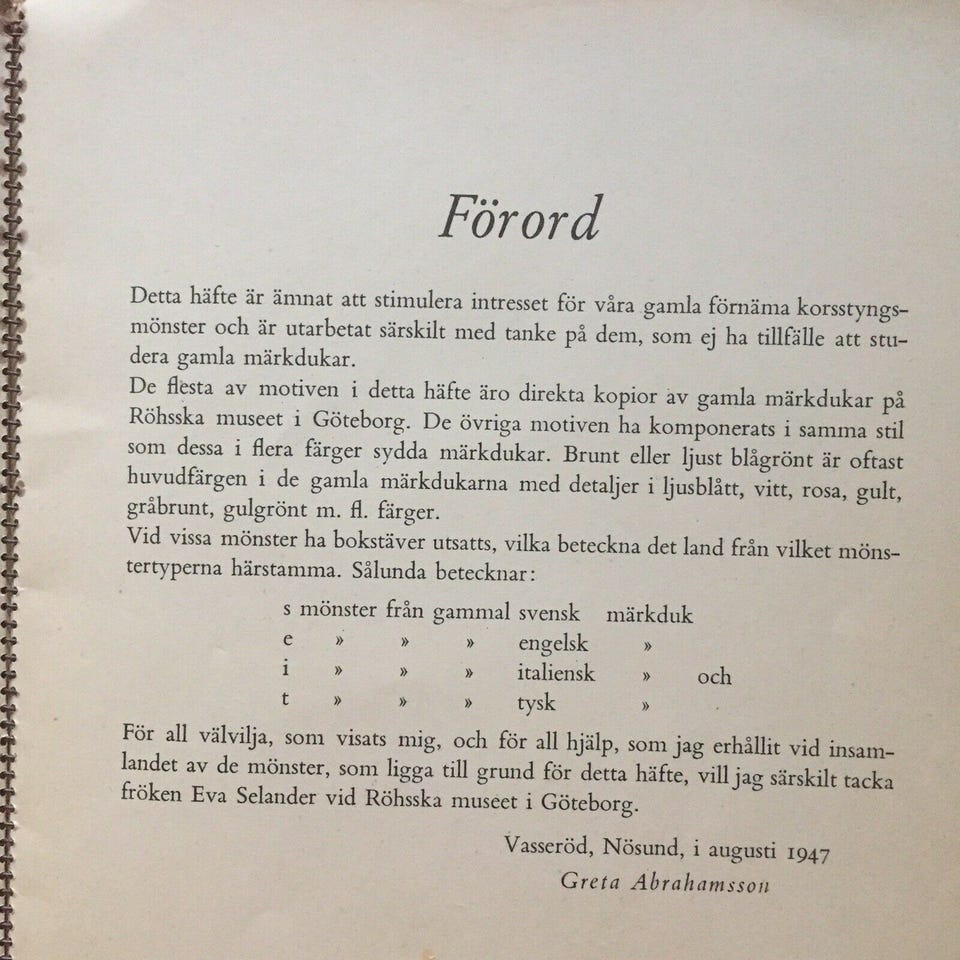 Förord
Detta häfte är ämnat att stimulera intresset för våra gamla förnäma korsstyngs-
mönster och är utarbetat särskilt med tanke på dem, som ej ha tillfälle att stu-
dera gamla märkdukar.
De flesta av motiven i detta häfte äro direkta kopior av gamla märkdukar på
Röhsska museet i Göteborg. De övriga motiven ha komponerats i samma stil
som dessa i flera färger sydda märkdukar. Brunt eller ljust blågrönt är oftast
huvudfärgen i de gamla märkdukarna med detaljer i ljusblått, vitt, rosa, gult,
gråbrunt, gulgrönt m. fl. färger.
Vid vissa mönster ha bokstäver utsatts, vilka beteckna det land från vilket möns-
tertyperna härstamma. Sålunda betecknar:
s mönster från gammal svensk märkduk
e » » » engelsk »
i » » » italiensk » och
t » » » tysk »
För all välvilja, som visats mig, och för all hjälp, som jag erhållit vid insam-
landet av de mönster, som ligga till grund för detta häfte, vill jag särskilt tacka
fröken Eva Selander vid Röhsska museet i Göteborg.
Vasseröd, Nösund, i augusti 1947
Greta Abrahamsson